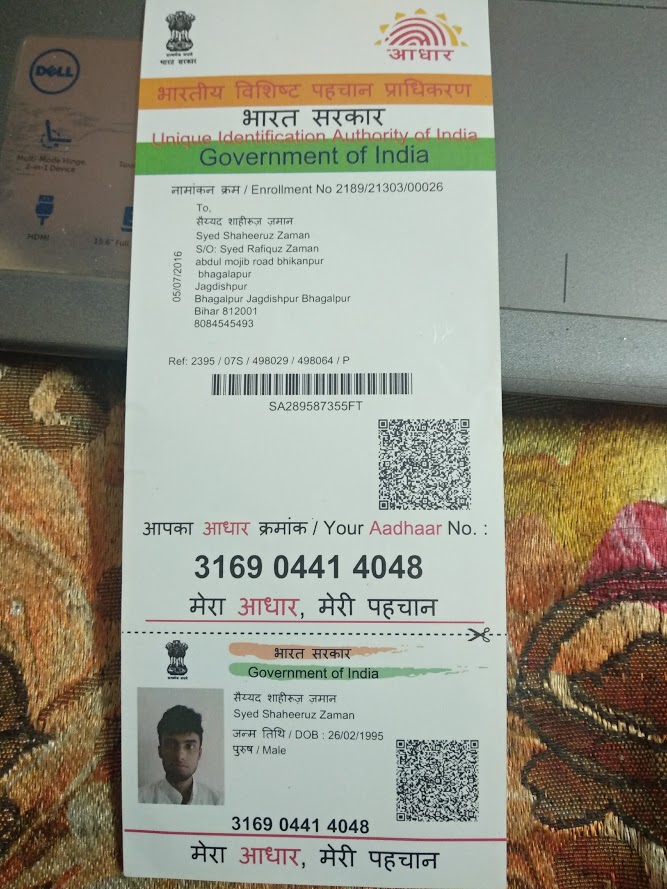 भारत सरकार
आधार
भारतीय विशिष्ट पहचान प्राधिकरण
भारत सरकार
Unique Identification Authority of India
Government of India
DELL
Multi-Mode Hinge
2-in-1 Device
HDMI
15.6" Full
नामांकन क्रम / Enrollment No 2189/21303/00026
To,
सैय्यद शाहीरूज़ ज़मान
Syed Shaheeruz Zaman
S/O: Syed Rafiquz Zaman
abdul mojib road bhikanpur
bhagalapur
Jagdishpur
Bhagalpur Jagdishpur Bhagalpur
Bihar 812001
8084545493
05/07/2016
Ref: 2395 / 07S / 498029 / 498064 / P
SA289587355FT
आपका आधार क्रमांक / Your Aadhaar No. :
3169 0441 4048
मेरा आधार, मेरी पहचान
भारत सरकार
Government of India
सैय्यद शाहीरूज़ ज़मान
Syed Shaheeruz Zaman
जन्म तिथि / DOB : 26/02/1995
पुरुष / Male
3169 0441 4048
मेरा आधार, मेरी पहचान